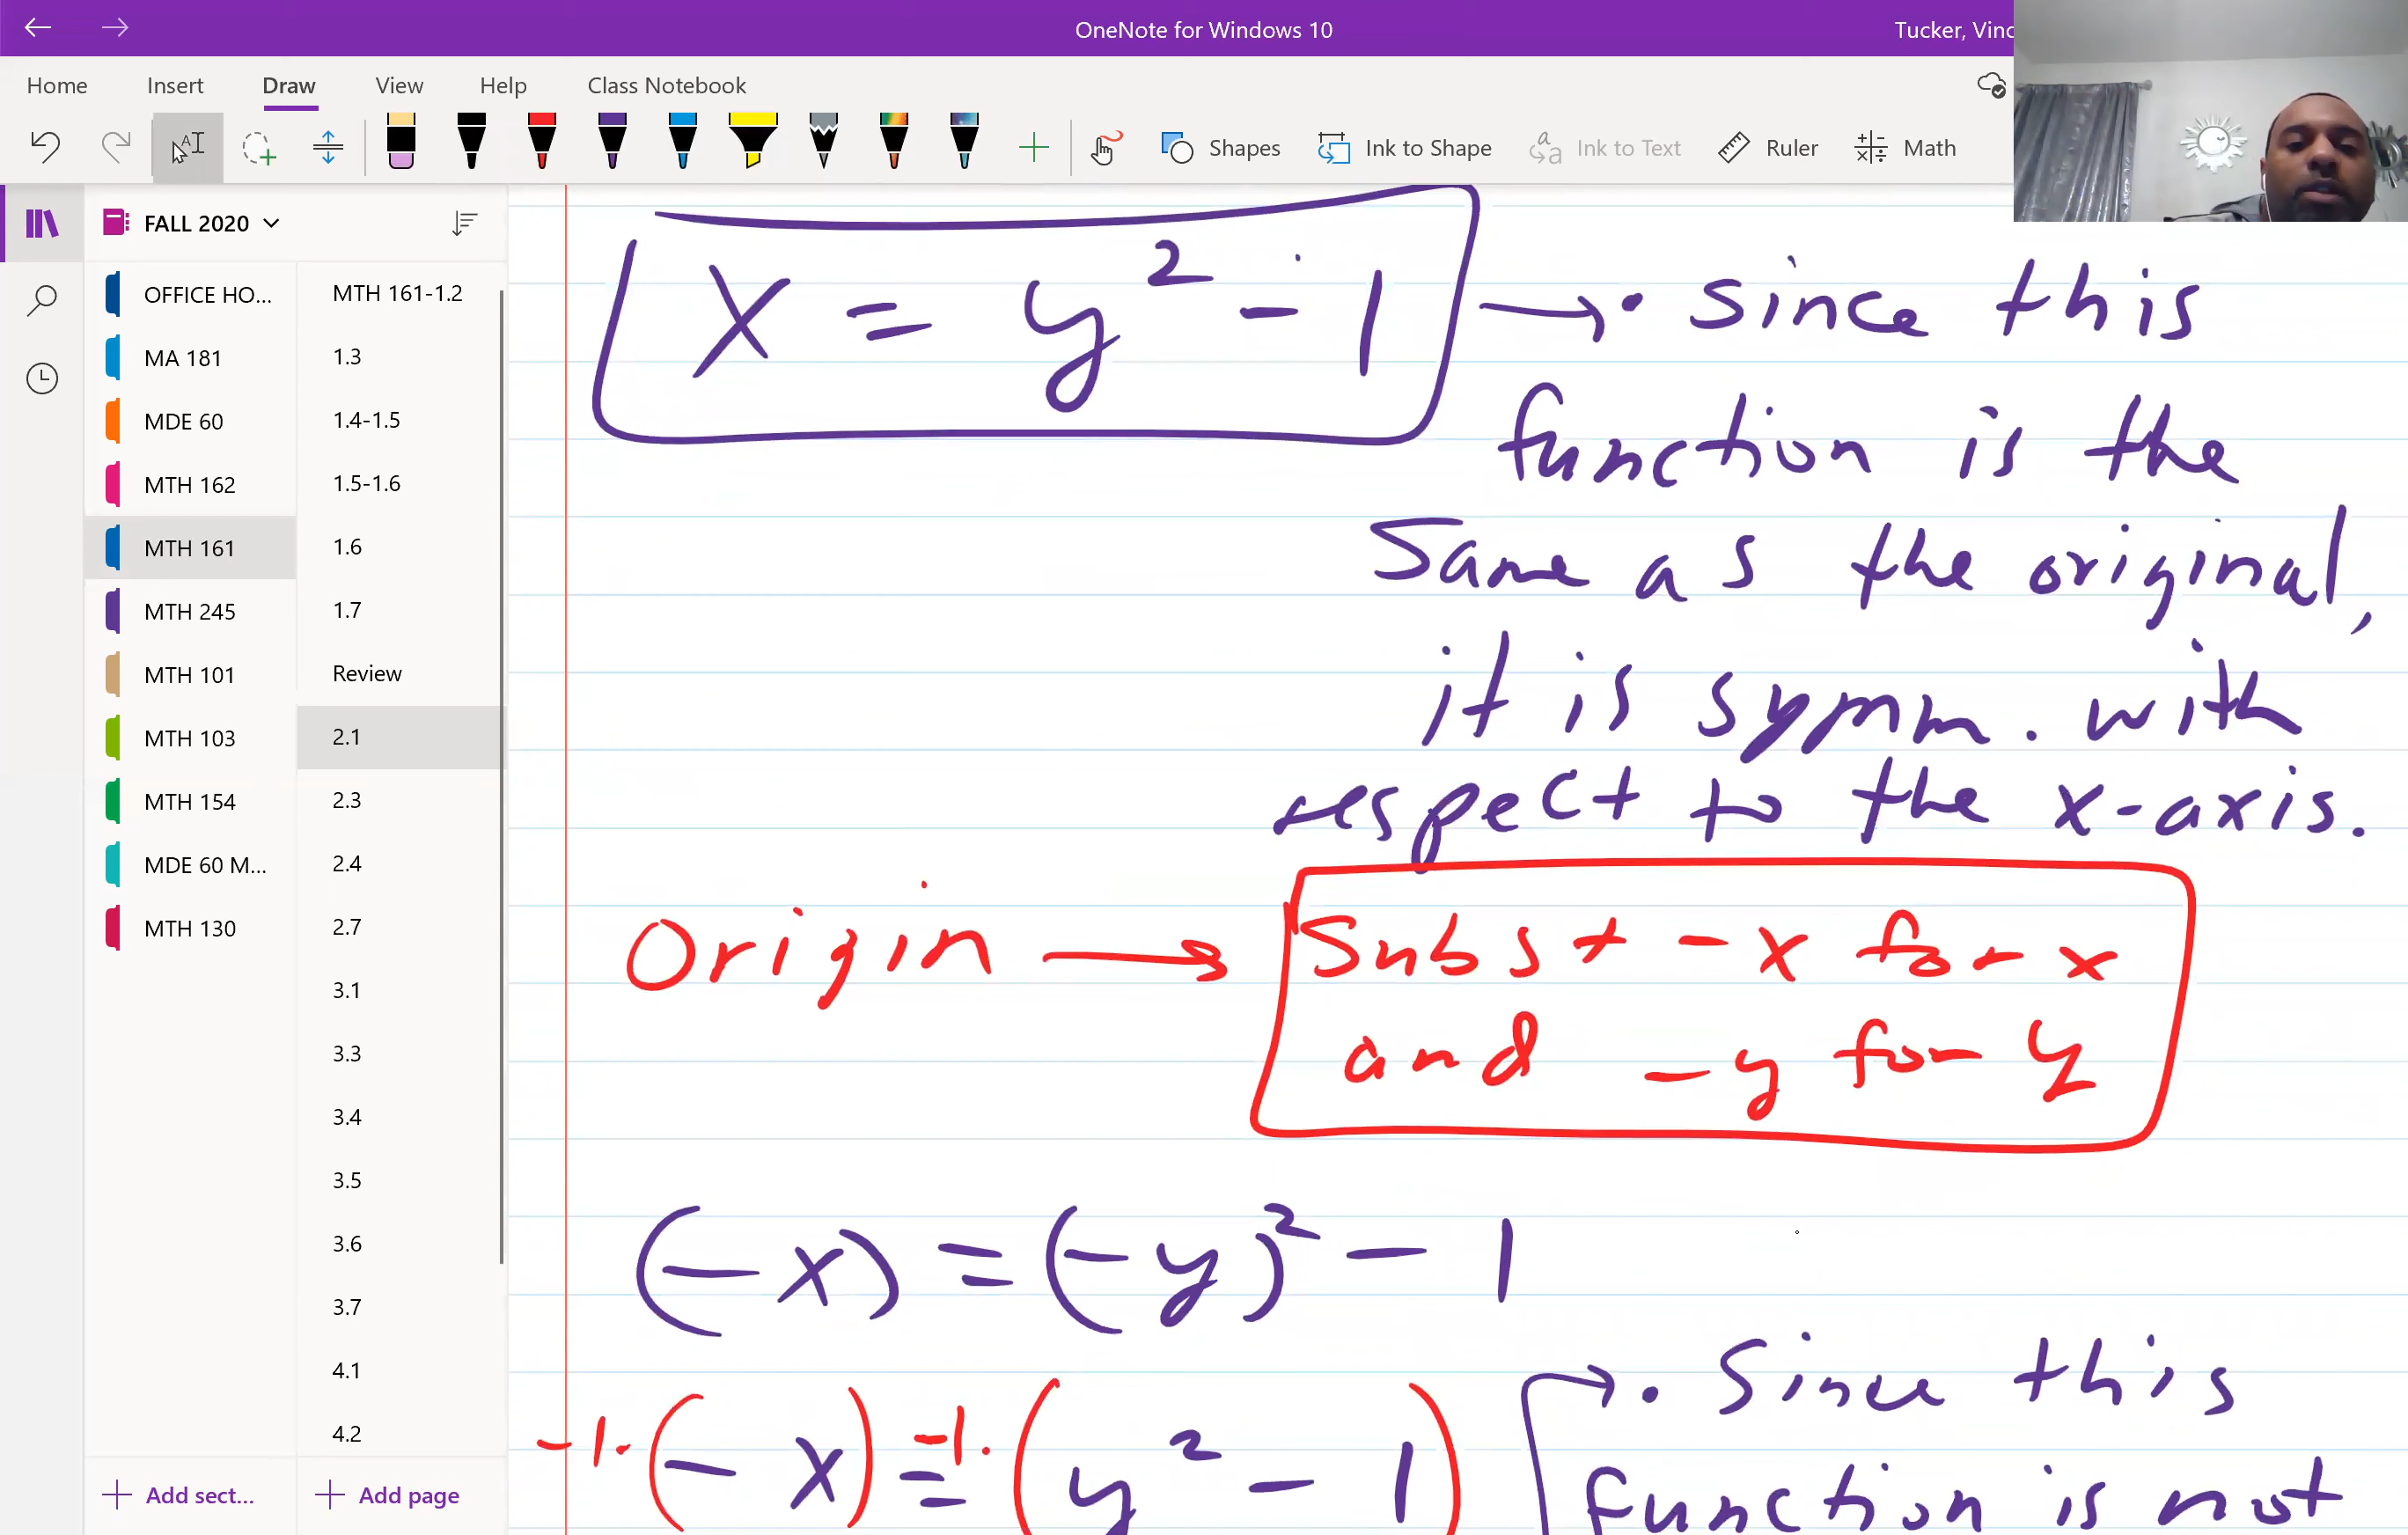 OneNote for Windows 10
Tucker, Vinc
Home Insert Draw View Help Class Notebook
Shapes Ink to Shape Ink to Text Ruler Math
FALL 2020
OFFICE HO...
MA 181
MDE 60
MTH 162
MTH 161
MTH 245
MTH 101
MTH 103
MTH 154
MDE 60 M...
MTH 130
Add sect...
MTH 161-1.2
1.3
1.4-1.5
1.5-1.6
1.6
1.7
Review
2.1
2.3
2.4
2.7
3.1
3.3
3.4
3.5
3.6
3.7
4.1
4.2
Add page
x = y² - 1 → • since this
function is the
same as the original,
it is symm. with
respect to the x-axis.
Origin → Subst -x for x
and -y for y
(-x) = (-y)² - 1
-1·(-x) = -1·(y² - 1)
→ • Since this
function is not